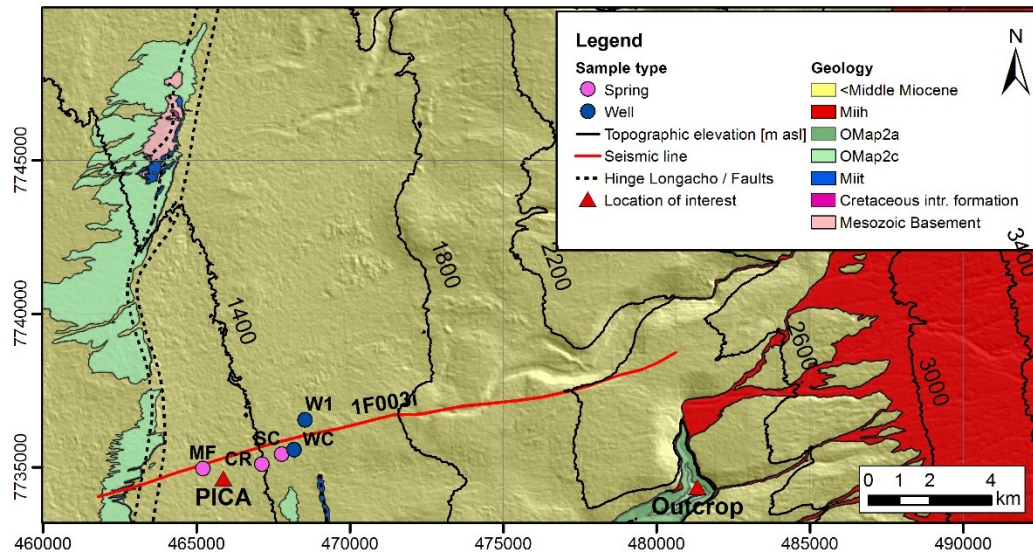 Legend
Sample type
Spring
Well
Topographic elevation [m asl]
Seismic line
Hinge Longacho / Faults
Location of interest
Geology
<Middle Miocene
Miih
OMap2a
OMap2c
Miit
Cretaceous intr. formation
Mesozoic Basement
N
7745000
7740000
7735000
1400
1800
2200
2600
3000
3400
1F003i
W1
SC
WC
MF
CR
PICA
Outcrop
0 1 2 4
km
460000 465000 470000 475000 480000 485000 490000